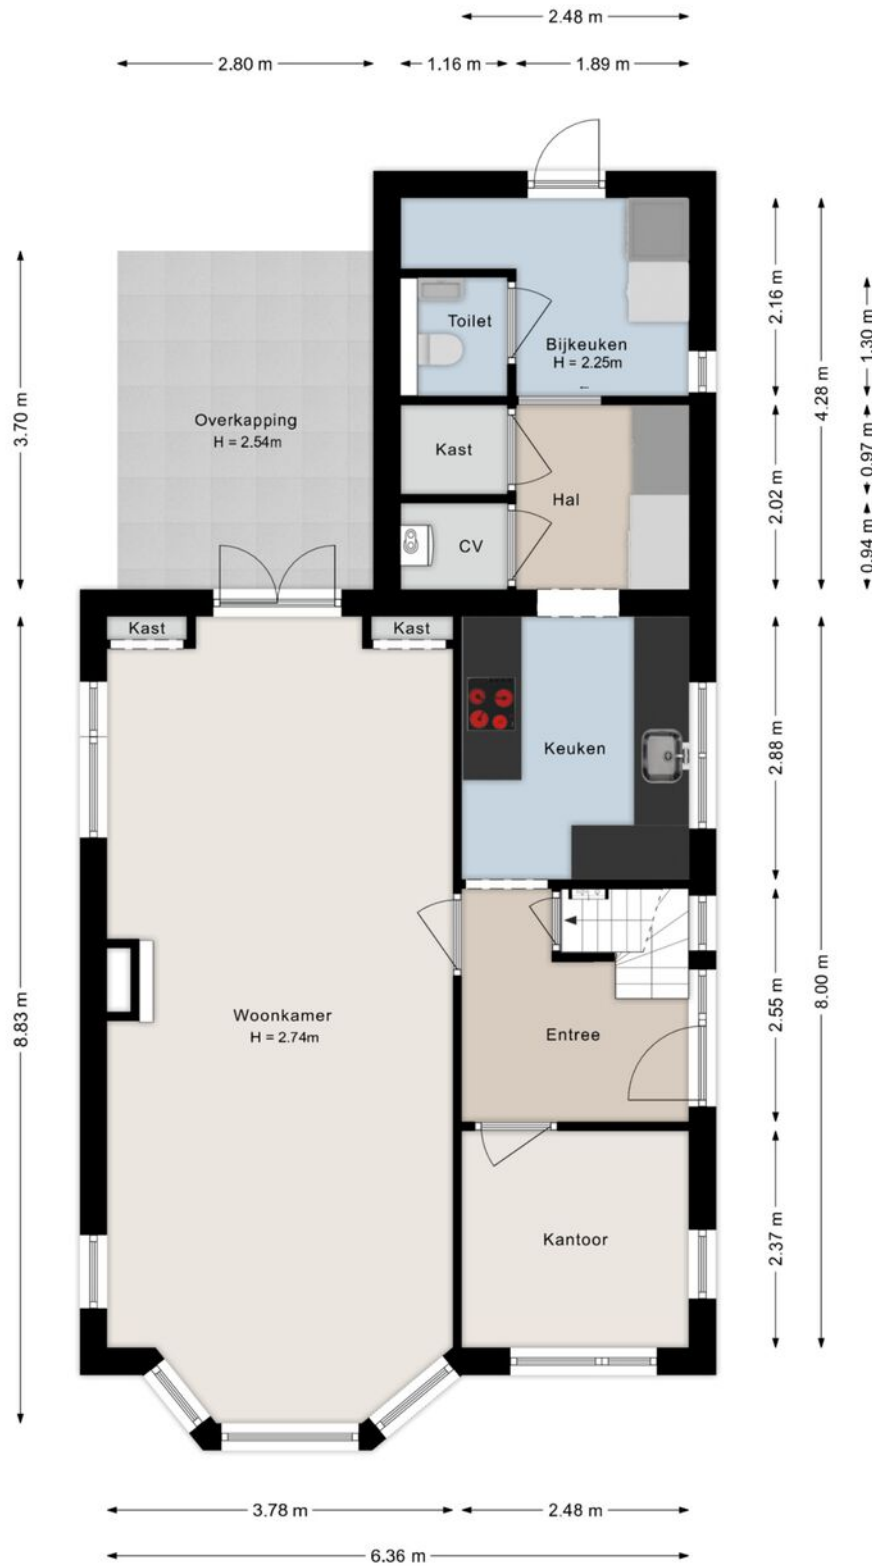 2.48 m
2.80 m
1.16 m
1.89 m
Toilet
Bijkeuken
H = 2.25m
2.16 m
1.30 m
3.70 m
Overkapping
H = 2.54m
4.28 m
Kast
Hal
0.97 m
2.02 m
CV
0.94 m
Kast
Kast
Keuken
2.88 m
8.83 m
Woonkamer
H = 2.74m
Entree
2.55 m
8.00 m
Kantoor
2.37 m
3.78 m
2.48 m
6.36 m